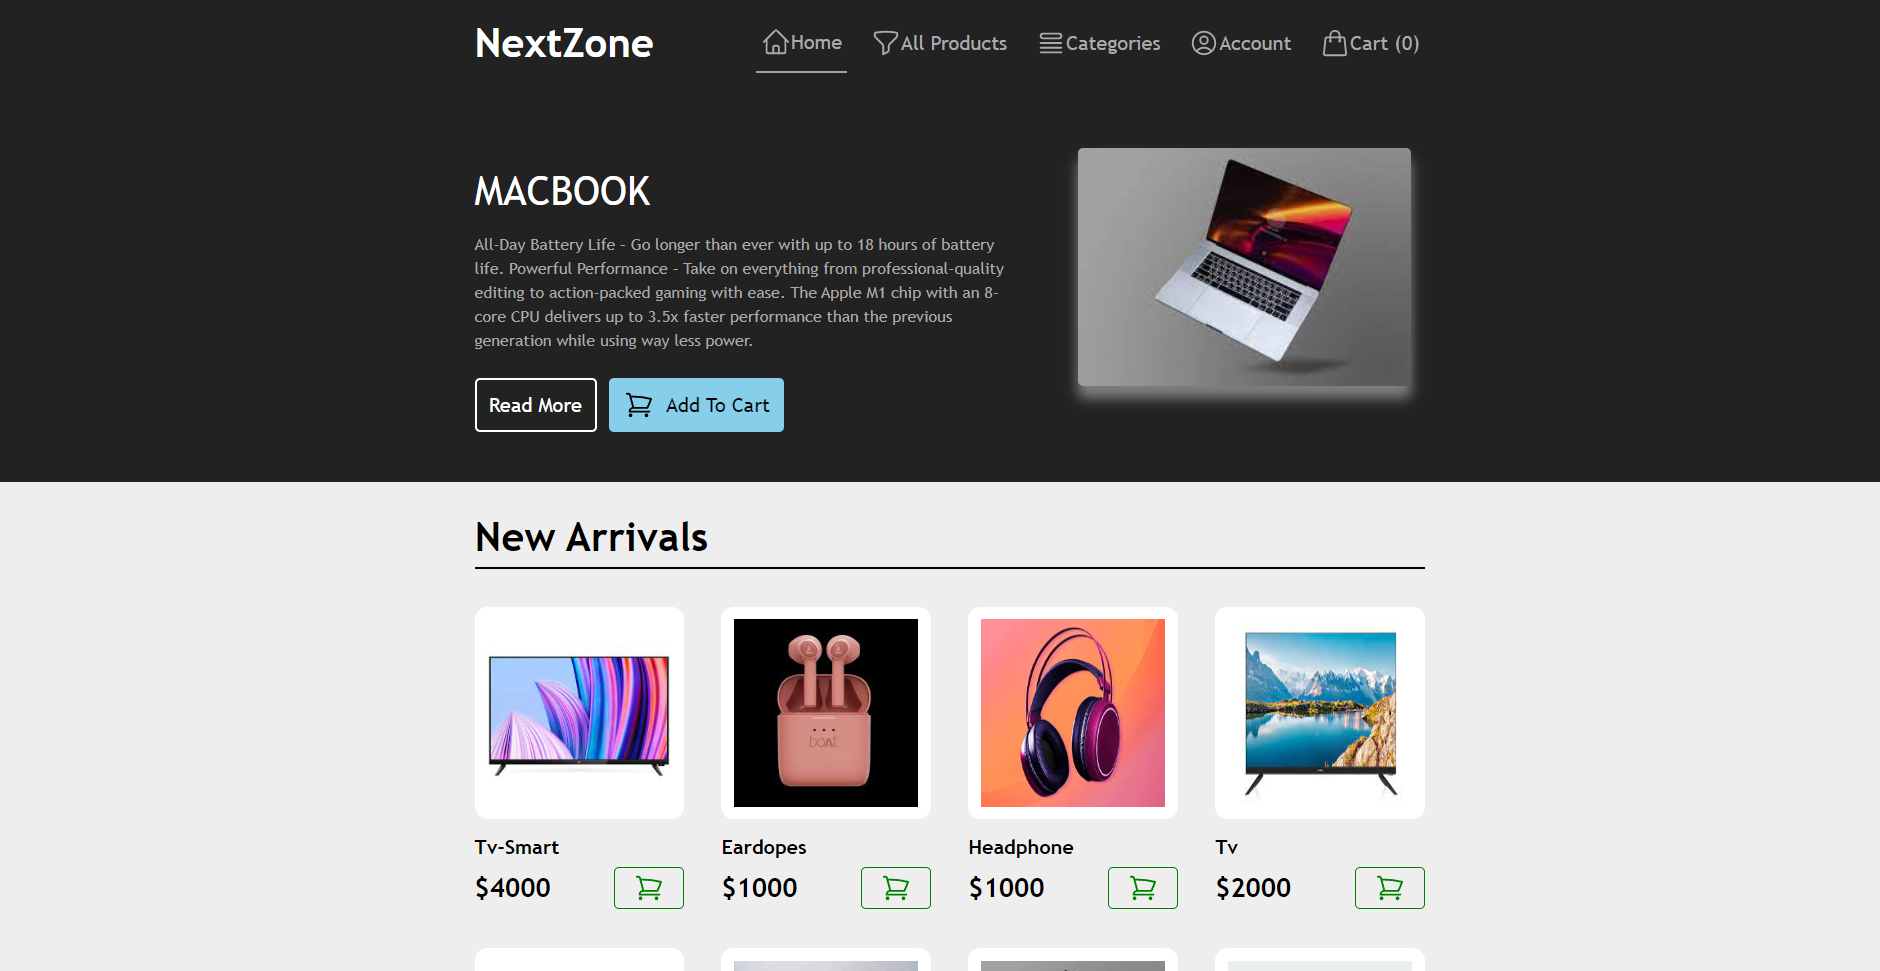 NextZone
Home
All Products
Categories
Account
Cart (0)
MACBOOK
All-Day Battery Life – Go longer than ever with up to 18 hours of battery
life. Powerful Performance – Take on everything from professional-quality
editing to action-packed gaming with ease. The Apple M1 chip with an 8-
core CPU delivers up to 3.5x faster performance than the previous
generation while using way less power.
Read More
Add To Cart
New Arrivals
boAt
Tv-Smart
Eardopes
Headphone
Tv
$4000
$1000
$1000
$2000